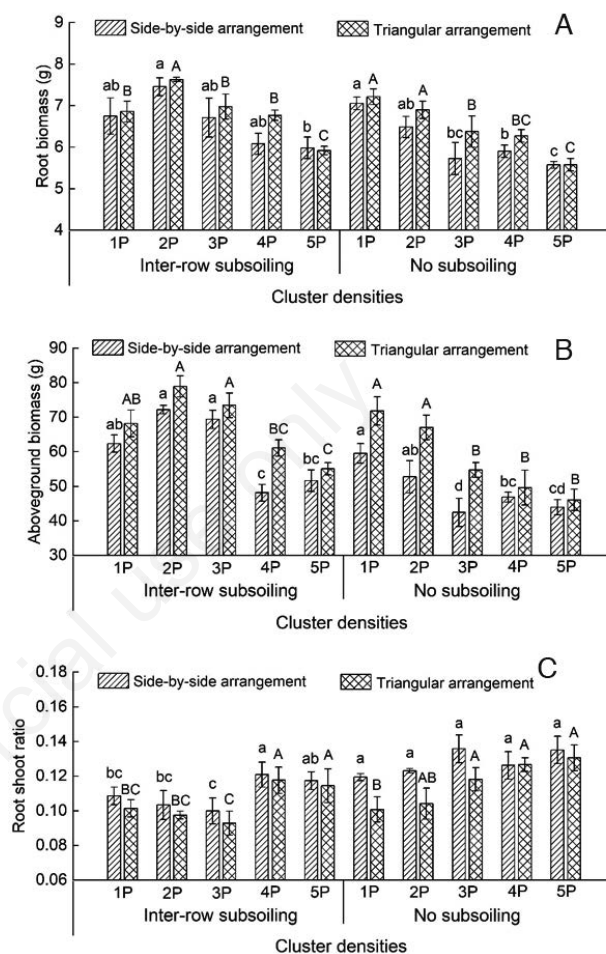 Side-by-side arrangement Triangular arrangement A
Root biomass (g)
9
8
7
6
5
4
ab B a A ab B ab A b C a A ab A bc B b BC c C
1P 2P 3P 4P 5P 1P 2P 3P 4P 5P
Inter-row subsoiling No subsoiling
Cluster densities
Side-by-side arrangement Triangular arrangement B
Aboveground biomass (g)
90
80
70
60
50
40
30
ab AB a A a A c BC bc C a A ab A d B bc B cd B
1P 2P 3P 4P 5P 1P 2P 3P 4P 5P
Inter-row subsoiling No subsoiling
Cluster densities
Side-by-side arrangement Triangular arrangement C
Root shoot ratio
0.18
0.16
0.14
0.12
0.10
0.08
0.06
bc BC bc BC c C a A ab A a B a AB a A a A a A
1P 2P 3P 4P 5P 1P 2P 3P 4P 5P
Inter-row subsoiling No subsoiling
Cluster densities
cial use only